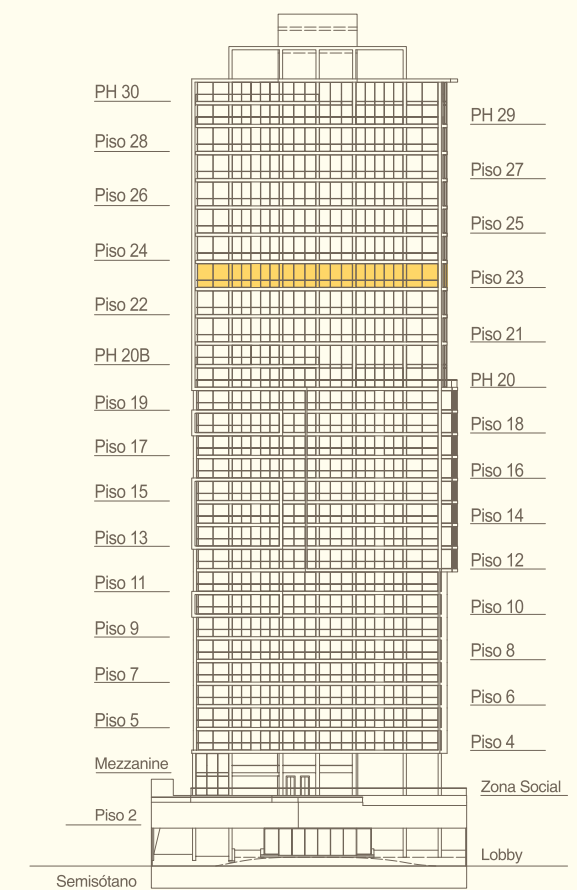 PH 30
PH 29
Piso 28
Piso 27
Piso 26
Piso 25
Piso 24
Piso 23
Piso 22
Piso 21
PH 20B
PH 20
Piso 19
Piso 18
Piso 17
Piso 16
Piso 15
Piso 14
Piso 13
Piso 12
Piso 11
Piso 10
Piso 9
Piso 8
Piso 7
Piso 6
Piso 5
Piso 4
Mezzanine
Zona Social
Piso 2
Lobby
Semisótano